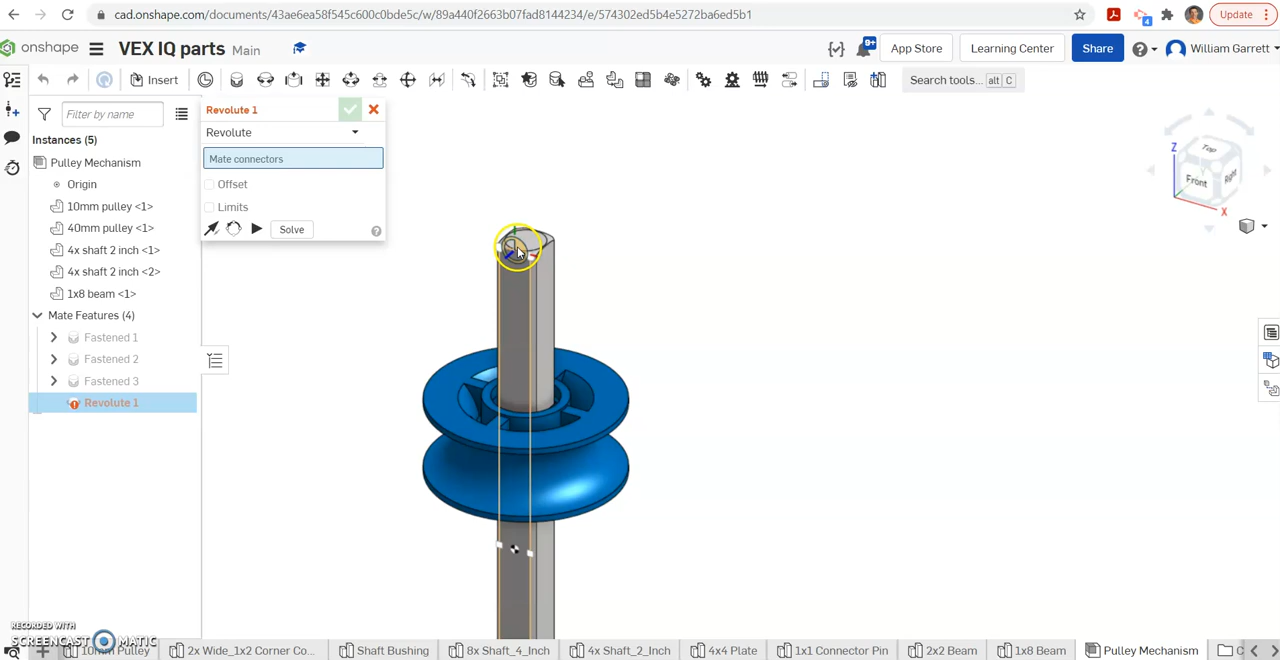 cad.onshape.com/documents/43ae6ea58f545c600c0bde5c/w/8a440f2663b07fad8144234/e/574302ed5b4e5272ba6ed5b1
4
Update
onshape
VEX IQ parts
Main
9+
App Store
Learning Center
Share
William Garrett
Insert
Search tools...
alt
C
Filter by name
Revolute 1
Revolute
Mate connectors
Offset
Limits
Solve
Instances (5)
Pulley Mechanism
Origin
10mm pulley <1>
40mm pulley <1>
4x shaft 2 inch <1>
4x shaft 2 inch <2>
1x8 beam <1>
Mate Features (4)
Fastened 1
Fastened 2
Fastened 3
Revolute 1
Z
Top
Front
Right
X
RECORDED WITH
SCREENCAST MATIC
10mm Pulley
2x Wide_1x2 Corner Co...
Shaft Bushing
8x Shaft_4_Inch
4x Shaft_2_Inch
4x4 Plate
1x1 Connector Pin
2x2 Beam
1x8 Beam
Pulley Mechanism